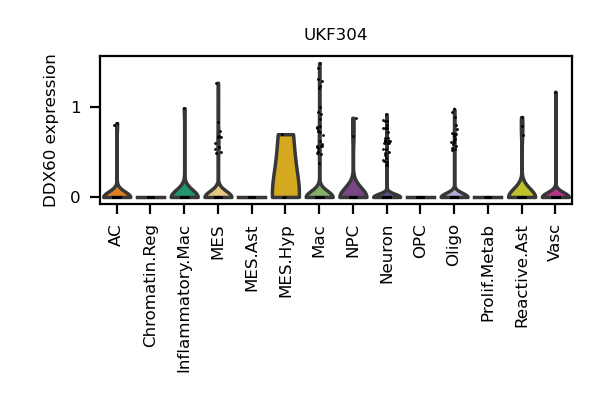 UKF304
DDX60 expression
1
0
AC
Chromatin.Reg
Inflammatory.Mac
MES
MES.Ast
MES.Hyp
Mac
NPC
Neuron
OPC
Oligo
Prolif.Metab
Reactive.Ast
Vasc